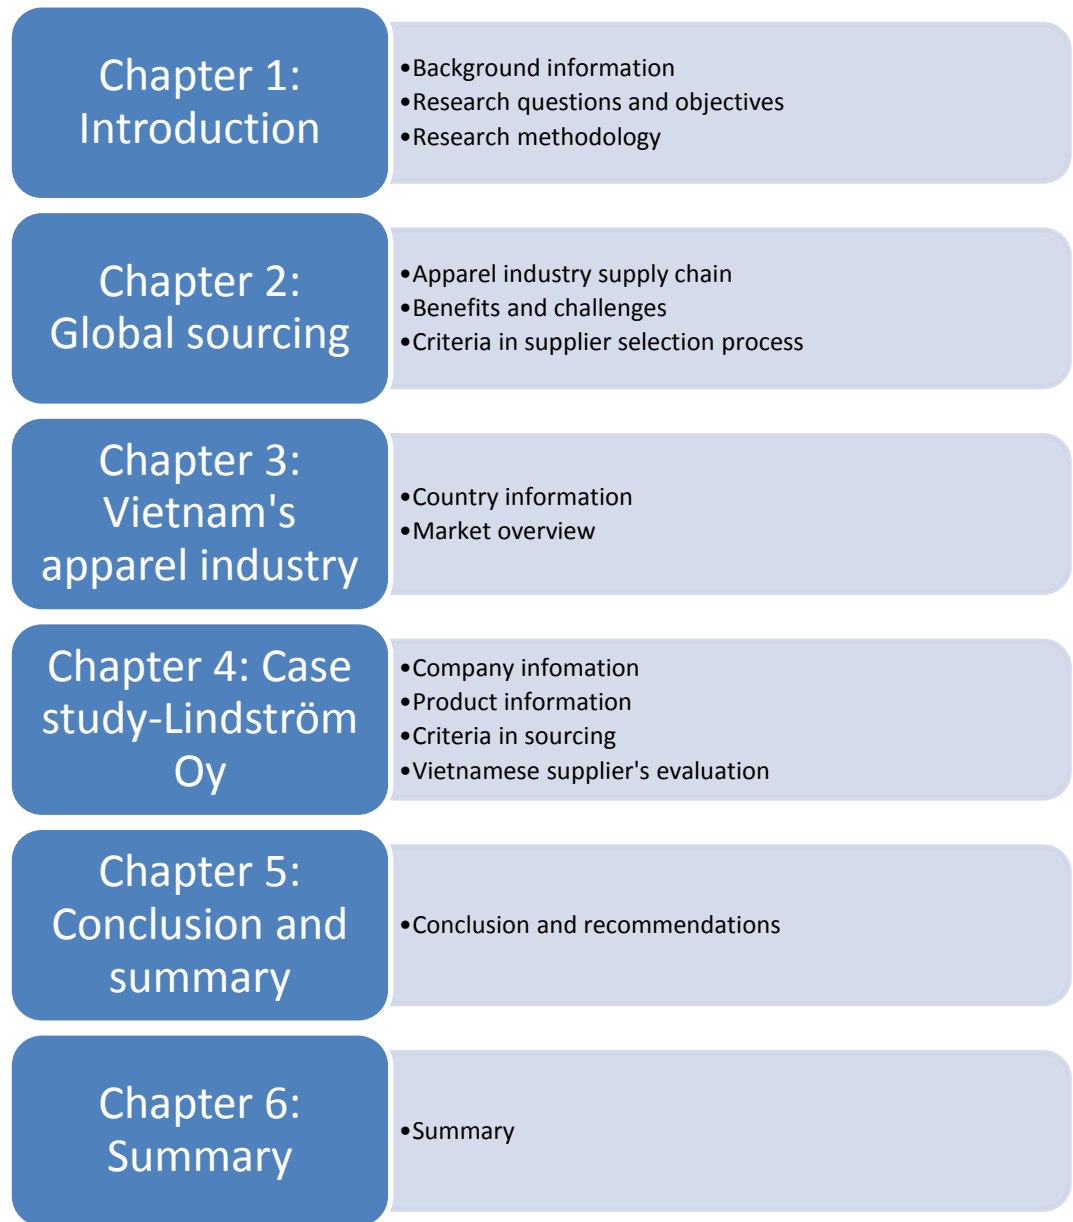 Chapter 1:
Introduction
•Background information
•Research questions and objectives
•Research methodology
Chapter 2:
Global sourcing
•Apparel industry supply chain
•Benefits and challenges
•Criteria in supplier selection process
Chapter 3:
Vietnam's
apparel industry
•Country information
•Market overview
Chapter 4: Case
study-Lindström
Oy
•Company infomation
•Product information
•Criteria in sourcing
•Vietnamese supplier's evaluation
Chapter 5:
Conclusion and
summary
•Conclusion and recommendations
Chapter 6:
Summary
•Summary